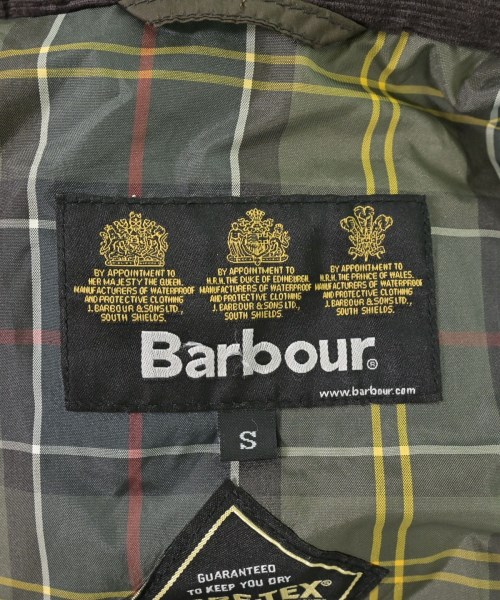 BY APPOINTMENT TO
HER MAJESTY THE QUEEN,
MANUFACTURERS OF WATERPROOF
AND PROTECTIVE CLOTHING
J. BARBOUR & SONS LTD.,
SOUTH SHIELDS.
BY APPOINTMENT TO
H.R.H. THE DUKE OF EDINBURGH
MANUFACTURERS OF WATERPROOF
AND PROTECTIVE CLOTHING
J. BARBOUR & SONS LTD.,
SOUTH SHIELDS.
BY APPOINTMENT TO
H.R.H. THE PRINCE OF WALES,
MANUFACTURERS OF WATERPROOF
AND PROTECTIVE CLOTHING
J. BARBOUR & SONS LTD.,
SOUTH SHIELDS.
Barbour®
www.barbour.com
S
GUARANTEED
TO KEEP YOU DRY